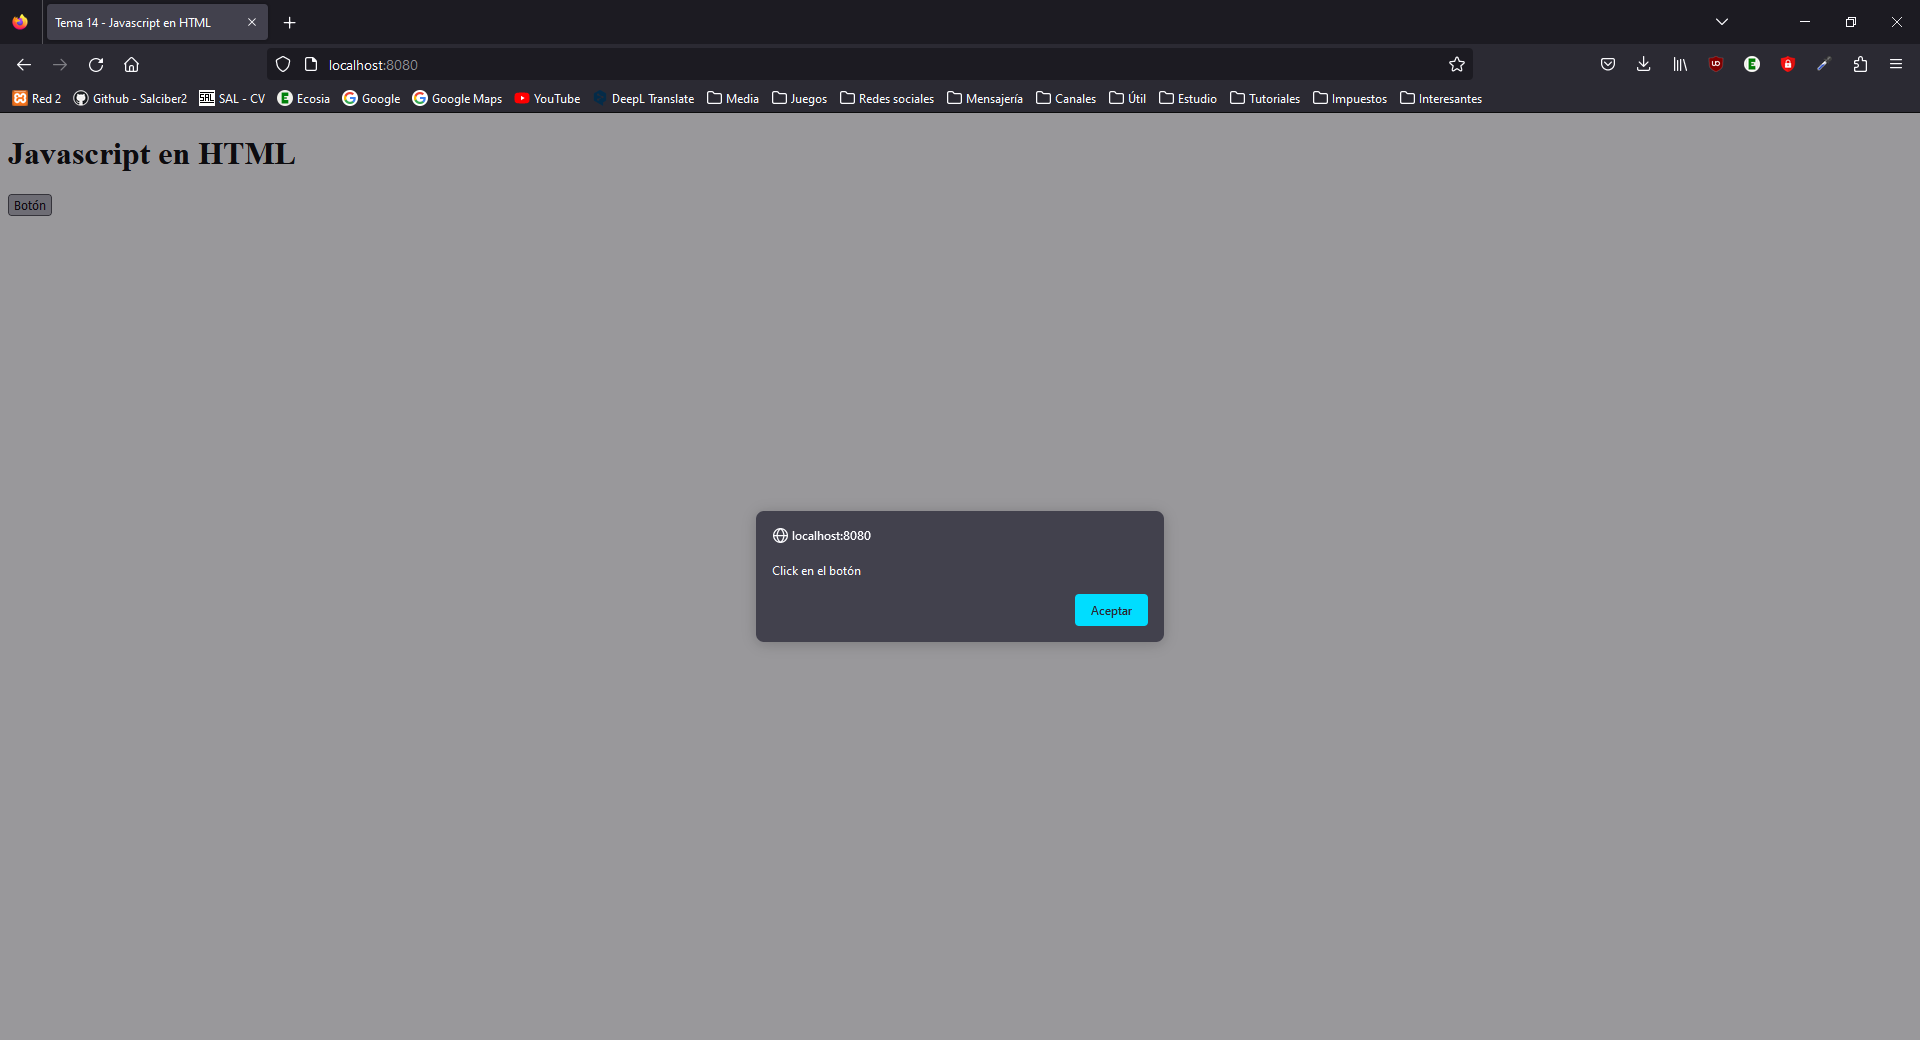 Tema 14 - Javascript en HTML
localhost:8080
Red 2 Github - Salciber2 SAL SAL - CV Ecosia Google Google Maps YouTube DeepL Translate Media Juegos Redes sociales Mensajería Canales Útil Estudio Tutoriales Impuestos Interesantes
Javascript en HTML
Botón
localhost:8080
Click en el botón
Aceptar